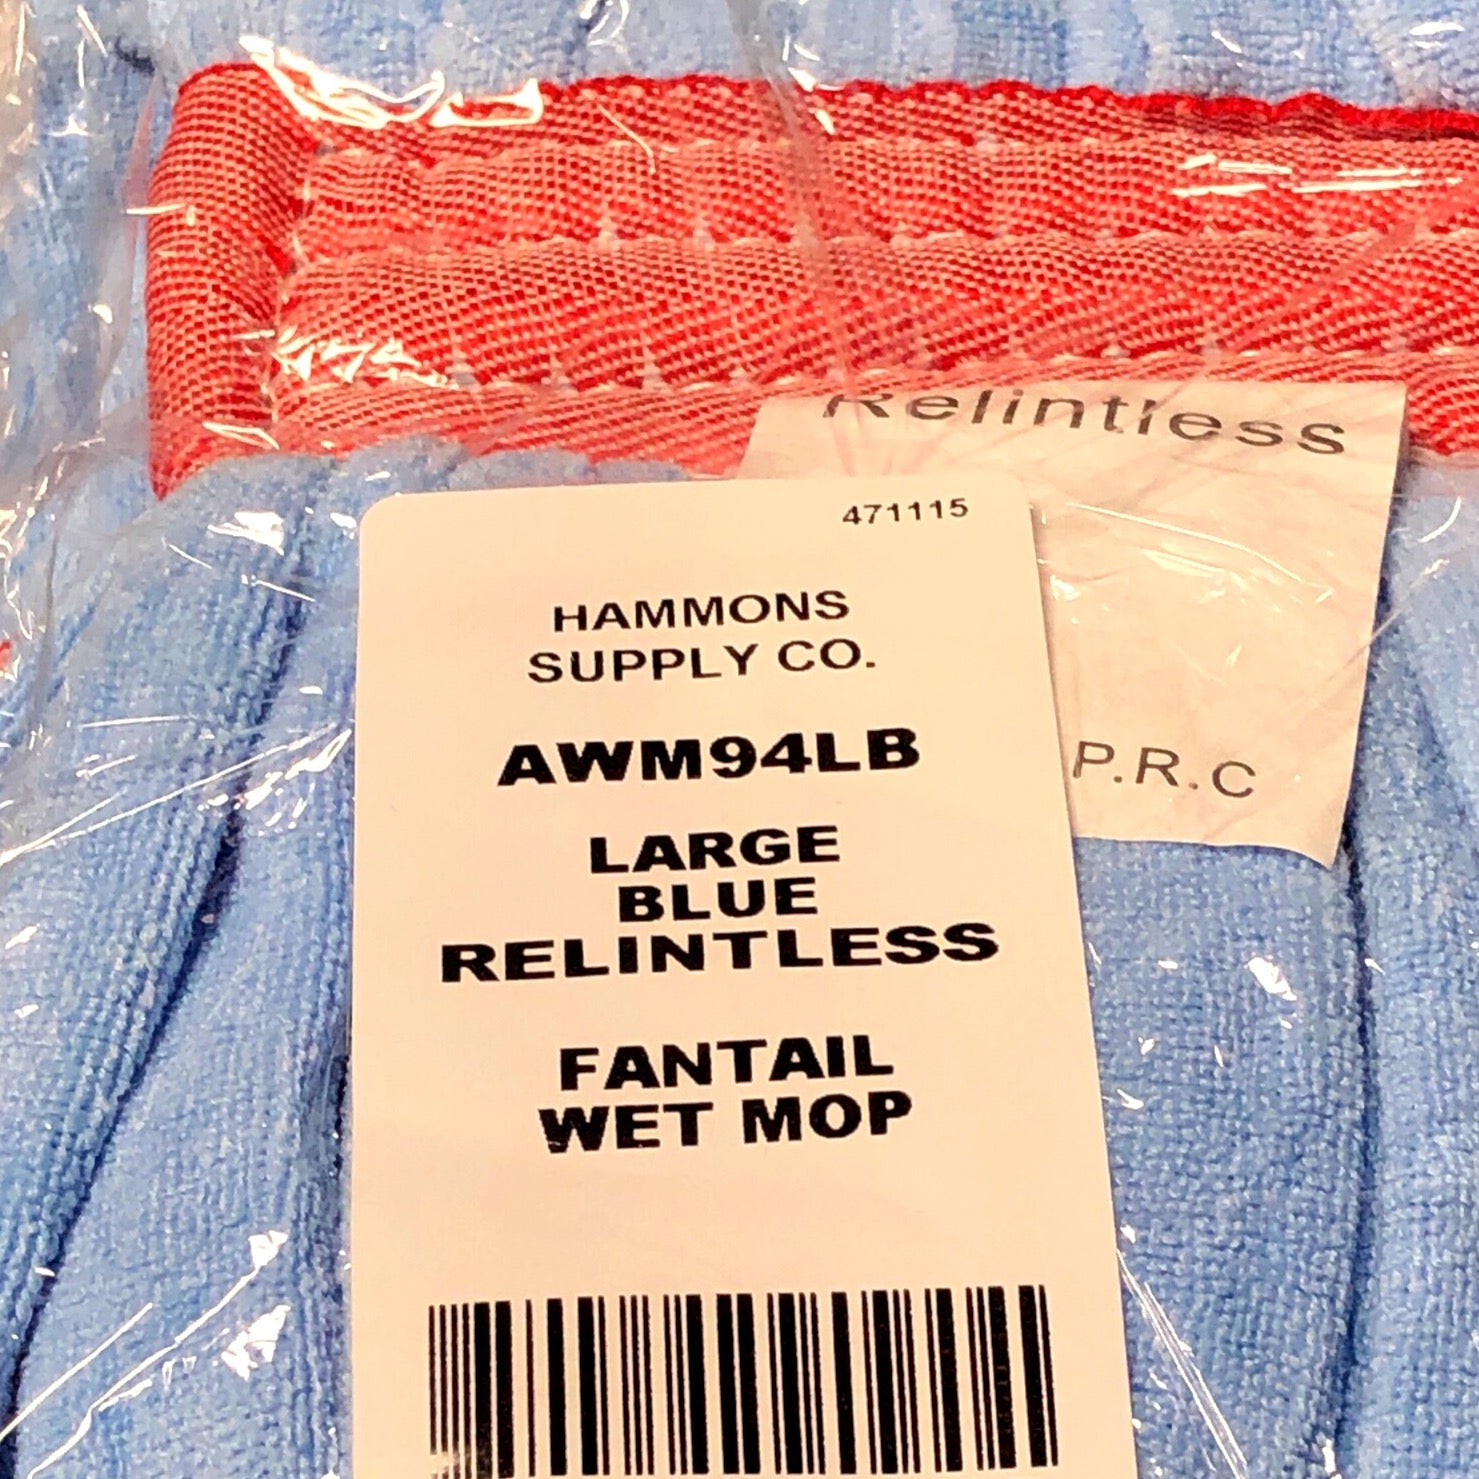 Relintless
471115
HAMMONS
SUPPLY CO.
AWM94LB
P.R.C
LARGE
BLUE
RELINTLESS
FANTAIL
WET MOP